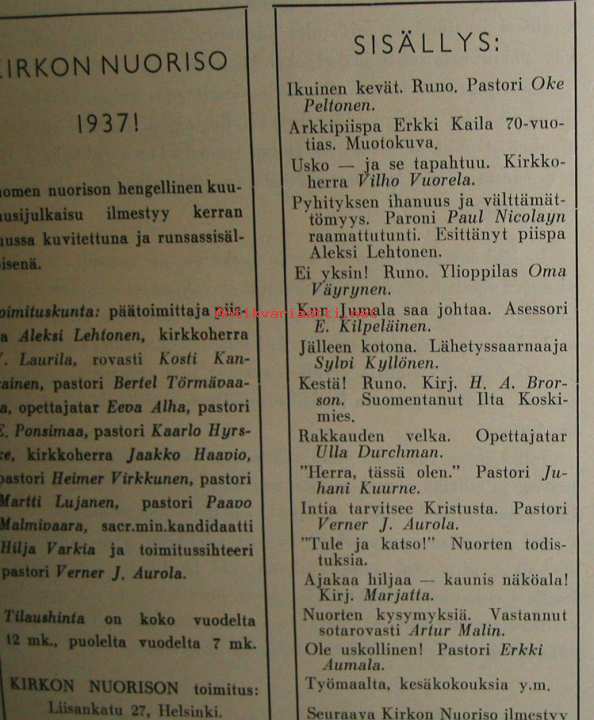 KIRKON NUORISO
1937!
omen nuorison hengellinen kuu-
usijulkaisu ilmestyy kerran
ussa kuvitettuna ja runsassisäl-
isenä.
oimituskunta: päätoimittaja piis-
a Aleksi Lehtonen, kirkkoherra
Laurila, rovasti Kosti Kan-
ainen, pastori Bertel Törmävaa-
a, opettajatar Eeva Alha, pastori
E. Ponsimaa, pastori Kaarlo Hyrs-
ke, kirkkoherra Jaakko Haavio,
pastori Heimer Virkkunen, pastori
Martti Lujanen, pastori Paavo
Malmivaara, sacr.min.kandidaatti
Hilja Varkia ja toimitussihteeri
pastori Verner J. Aurola.
Tilaushinta on koko vuodelta
12 mk., puolelta vuodelta 7 mk.
KIRKON NUORISON toimitus:
Liisankatu 27, Helsinki.
SISÄLLYS:
Ikuinen kevät. Runo. Pastori Oke
Peltonen.
Arkkipiispa Erkki Kaila 70-vuo-
tias. Muotokuva.
Usko — ja se tapahtuu. Kirkko-
herra Vilho Vuorela.
Pyhityksen ihanuus ja välttämät-
tömyys. Paroni Paul Nicolayn
raamattutunti. Esittänyt piispa
Aleksi Lehtonen.
Ei yksin! Runo. Ylioppilas Oma
Väyrynen.
Kun Jumala saa johtaa. Asessori
E. Kilpeläinen.
Jälleen kotona. Lähetyssaarnaaja
Sylvi Kyllönen.
Kestä! Runo. Kirj. H. A. Bror-
son. Suomentanut Ilta Koski-
mies.
Rakkauden velka. Opettajatar
Ulla Durchman.
"Herra, tässä olen." Pastori Ju-
hani Kuurne.
Intia tarvitsee Kristusta. Pastori
Verner J. Aurola.
"Tule ja katso!" Nuorten todis-
tuksia.
Ajakaa hiljaa — kaunis näköala!
Kirj. Marjatta.
Nuorten kysymyksiä. Vastannut
sotarovasti Artur Malin.
Ole uskollinen! Pastori Erkki
Aumala.
Työmaalta, kesäkokouksia y.m.
Seuraava Kirkon Nuoriso ilmestyy